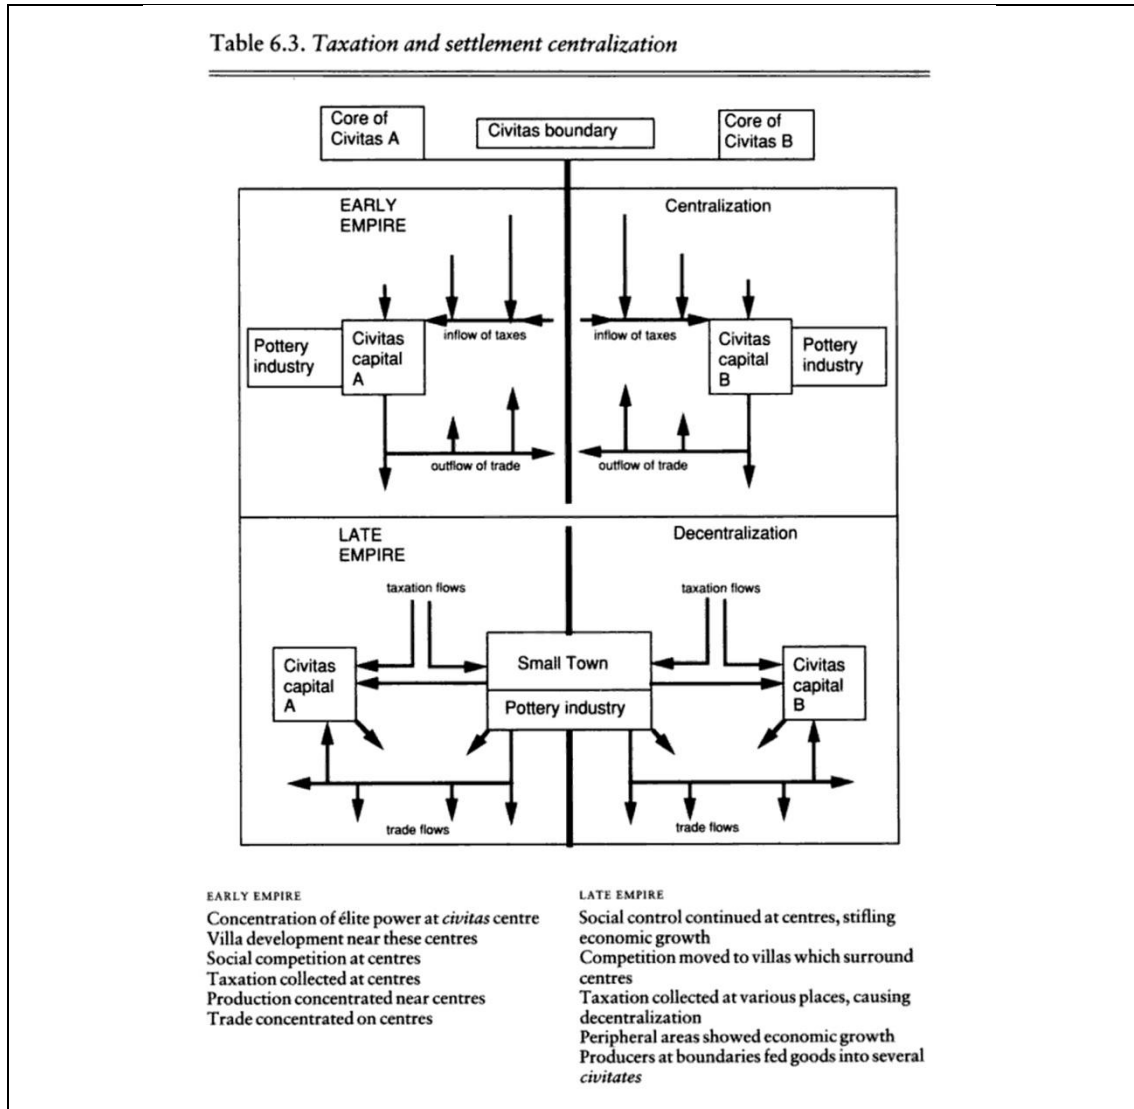 Table 6.3. Taxation and settlement centralization
Core of
Civitas A
Civitas boundary
Core of
Civitas B
EARLY
EMPIRE
Centralization
inflow of taxes
inflow of taxes
Pottery
industry
Civitas
capital
A
Civitas
capital
B
Pottery
industry
outflow of trade
outflow of trade
LATE
EMPIRE
Decentralization
taxation flows
taxation flows
Civitas
capital
A
Small Town
Pottery industry
Civitas
capital
B
trade flows
trade flows
EARLY EMPIRE
Concentration of élite power at civitas centre
Villa development near these centres
Social competition at centres
Taxation collected at centres
Production concentrated near centres
Trade concentrated on centres
LATE EMPIRE
Social control continued at centres, stifling
economic growth
Competition moved to villas which surround
centres
Taxation collected at various places, causing
decentralization
Peripheral areas showed economic growth
Producers at boundaries fed goods into several
civitates